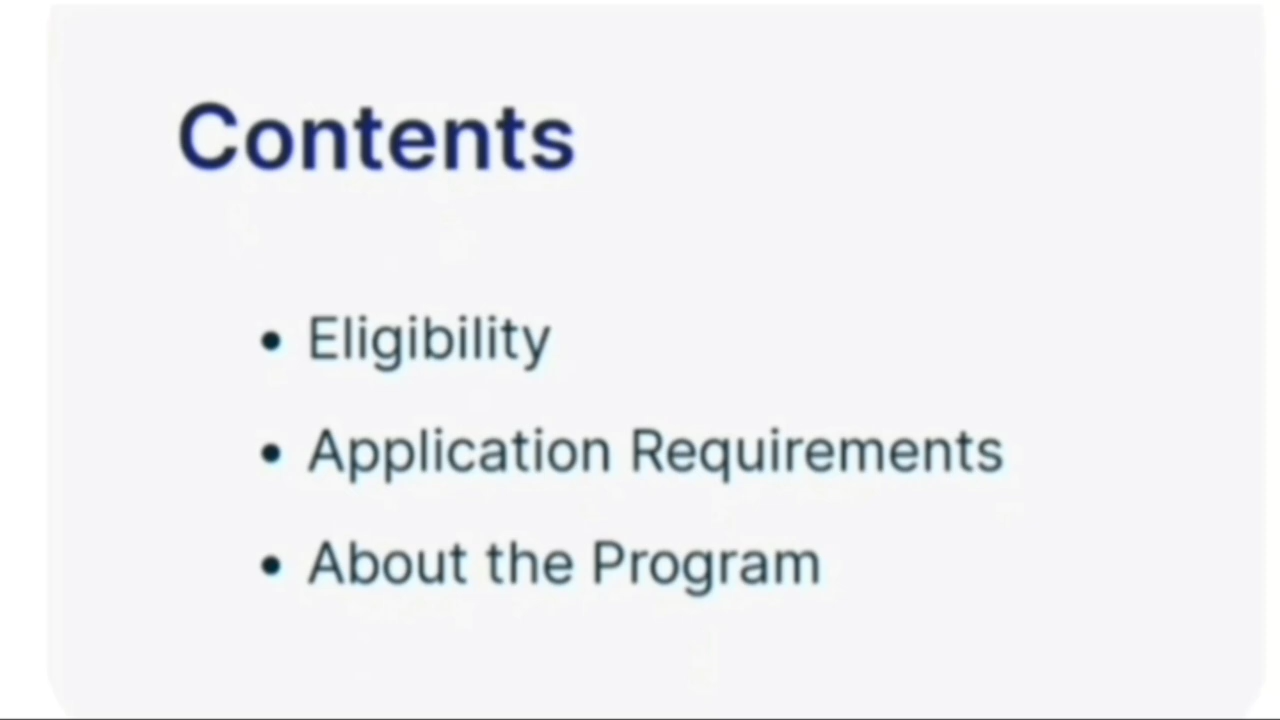 Contents
• Eligibility
• Application Requirements
• About the Program